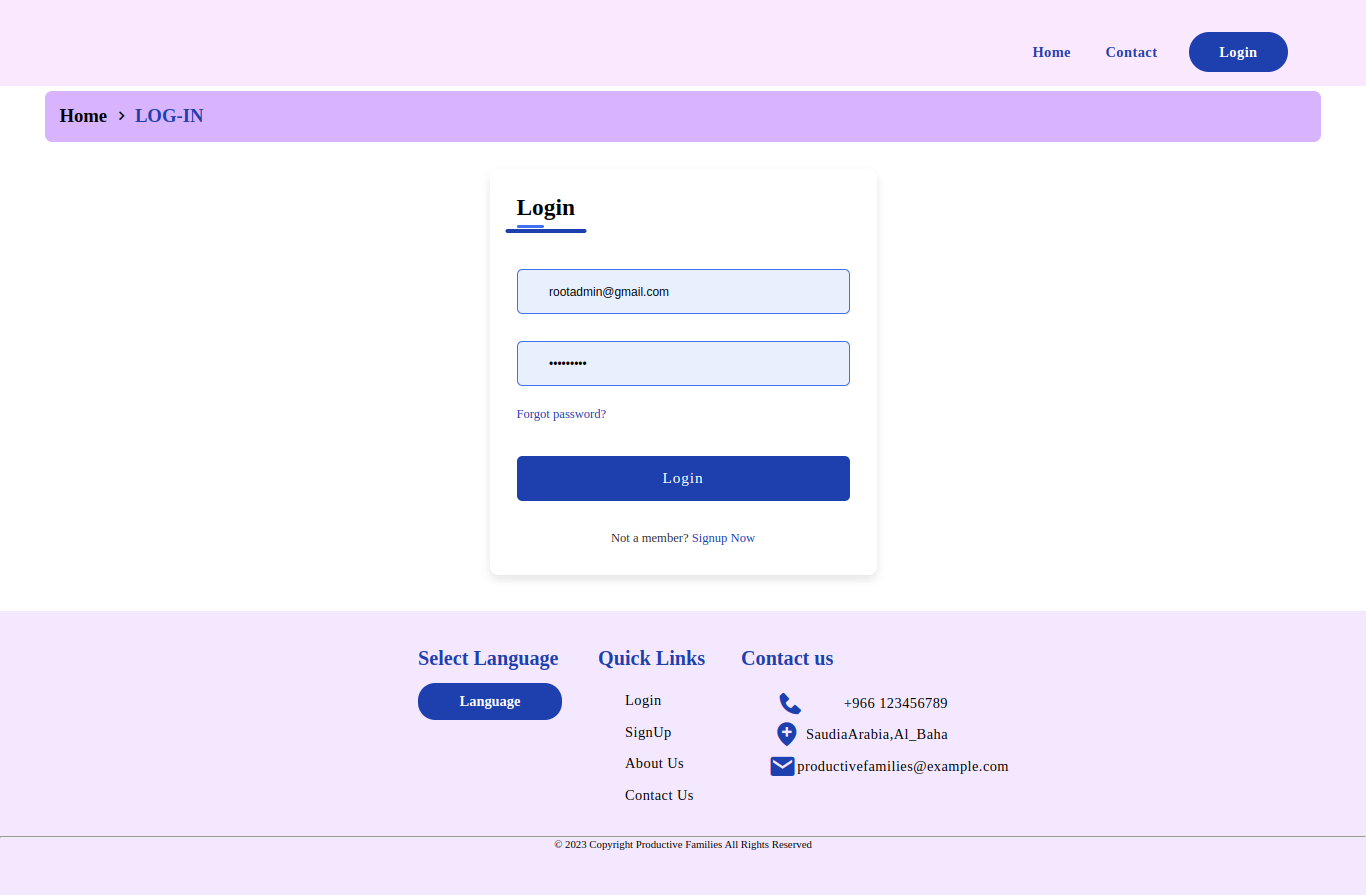 Home Contact Login
Home > LOG-IN
Login
rootadmin@gmail.com
•••••••••
Forgot password?
Login
Not a member? Signup Now
Select Language
Language
Quick Links
Login
SignUp
About Us
Contact Us
Contact us
+966 123456789
SaudiaArabia,Al_Baha
productivefamilies@example.com
© 2023 Copyright Productive Families All Rights Reserved